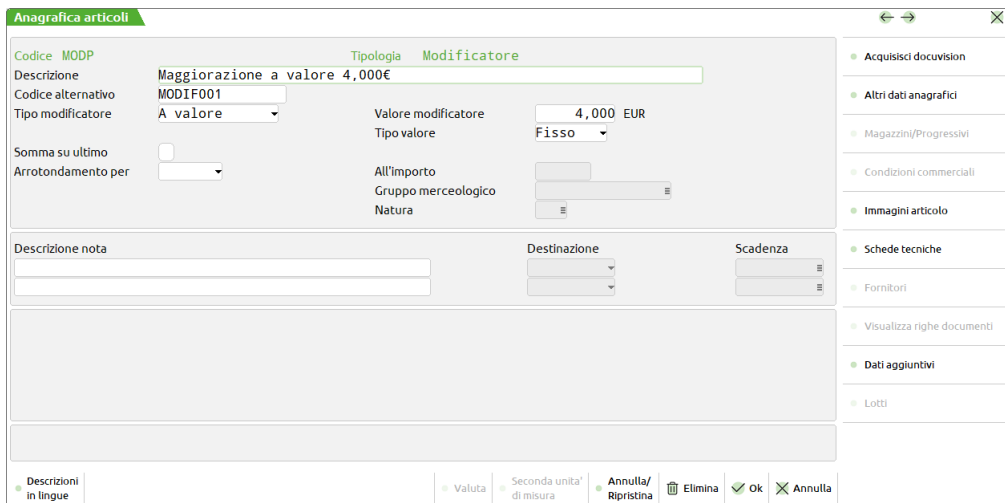 Anagrafica articoli
Codice MODP Tipologia Modificatore
Descrizione Maggiorazione a valore 4,000€
Codice alternativo MODIF001
Tipo modificatore A valore Valore modificatore 4,000 EUR
Tipo valore Fisso
Somma su ultimo
Arrotondamento per All'importo
Gruppo merceologico
Natura
Descrizione nota Destinazione Scadenza
Acquisisci docuvision
Altri dati anagrafici
Magazzini/Progressivi
Condizioni commerciali
Immagini articolo
Schede tecniche
Fornitori
Visualizza righe documenti
Dati aggiuntivi
Lotti
Descrizioni
in lingue
Valuta
Seconda unita'
di misura
Annulla/
Ripristina
Elimina
Ok
Annulla